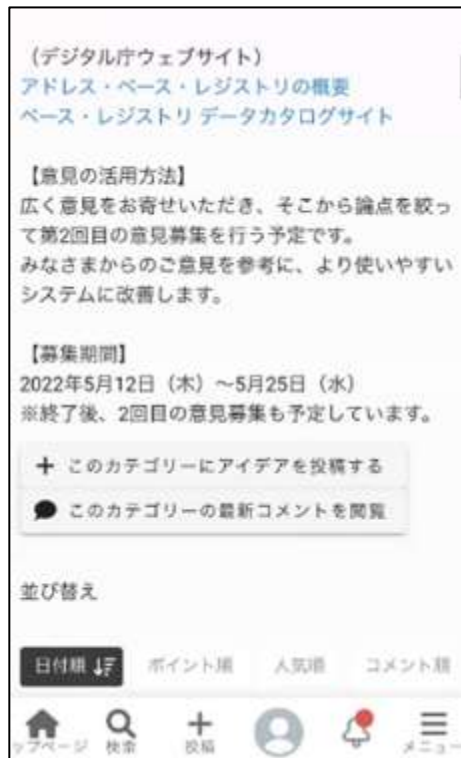 （デジタル庁ウェブサイト）
アドレス・ベース・レジストリの概要
ベース・レジストリ データカタログサイト
【意見の活用方法】
広く意見をお寄せいただき、そこから論点を絞っ
て第2回目の意見募集を行う予定です。
みなさまからのご意見を参考に、より使いやすい
システムに改善します。
【募集期間】
2022年5月12日（木）～5月25日（水）
※終了後、2回目の意見募集も予定しています。
+ このカテゴリーにアイデアを投稿する
このカテゴリーの最新コメントを閲覧
並び替え
日付順 ポイント順 人気順 コメント順
ップページ 検索 投稿 メニュー